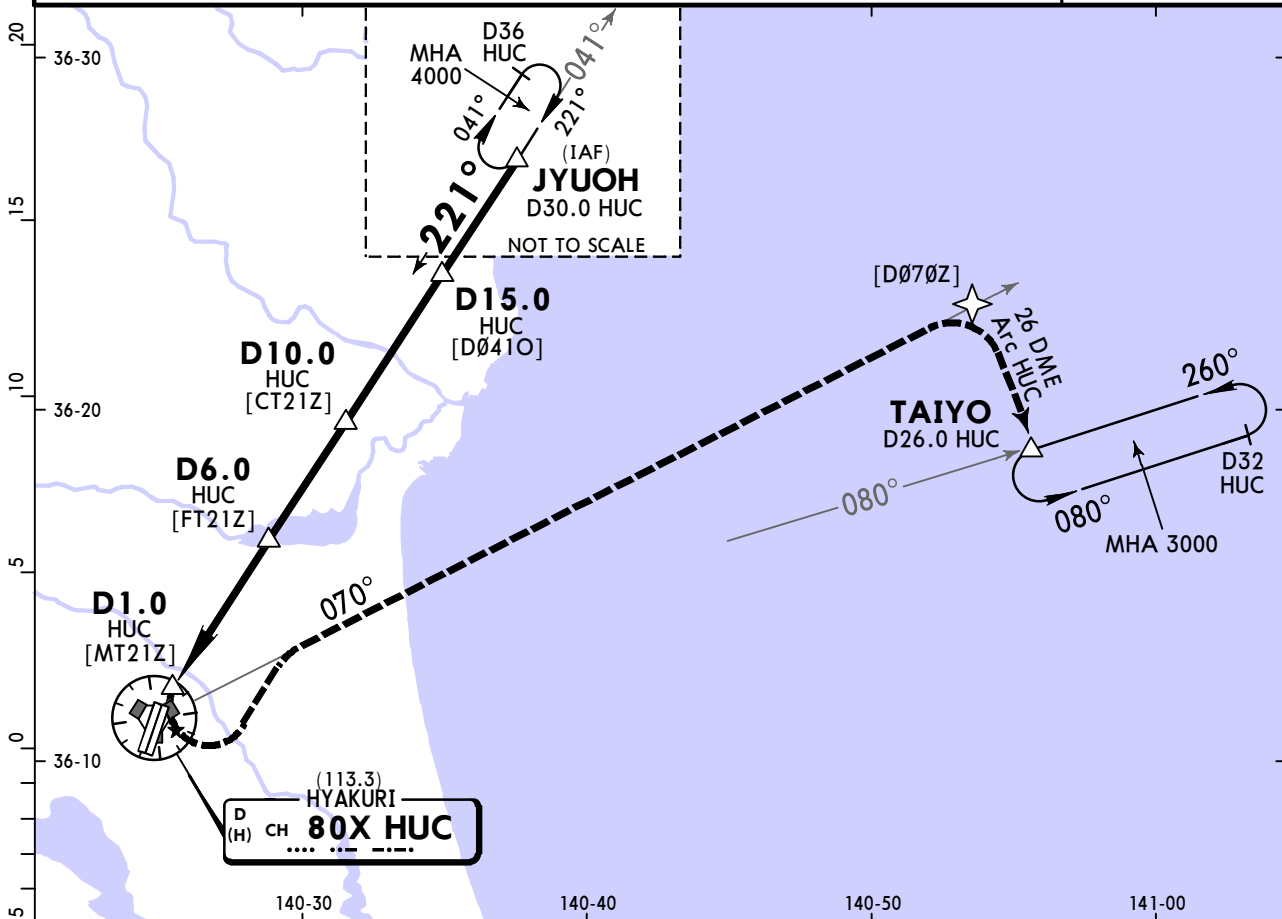 20
36-30
D36
HUC
MHA
4000
041°
041°
221°
(IAF)
JYUOH
D30.0 HUC
221°
NOT TO SCALE
15
D15.0
HUC
[DØ41O]
[DØ70Z]
26 DME
Arc HUC
D10.0
HUC
[CT21Z]
10
36-20
260°
TAIYO
D26.0 HUC
D32
HUC
080°
080°
MHA 3000
D6.0
HUC
[FT21Z]
5
070°
D1.0
HUC
[MT21Z]
0
36-10
(113.3)
HYAKURI
D
(H)
CH
80X HUC
5
140-30
140-40
140-50
141-00